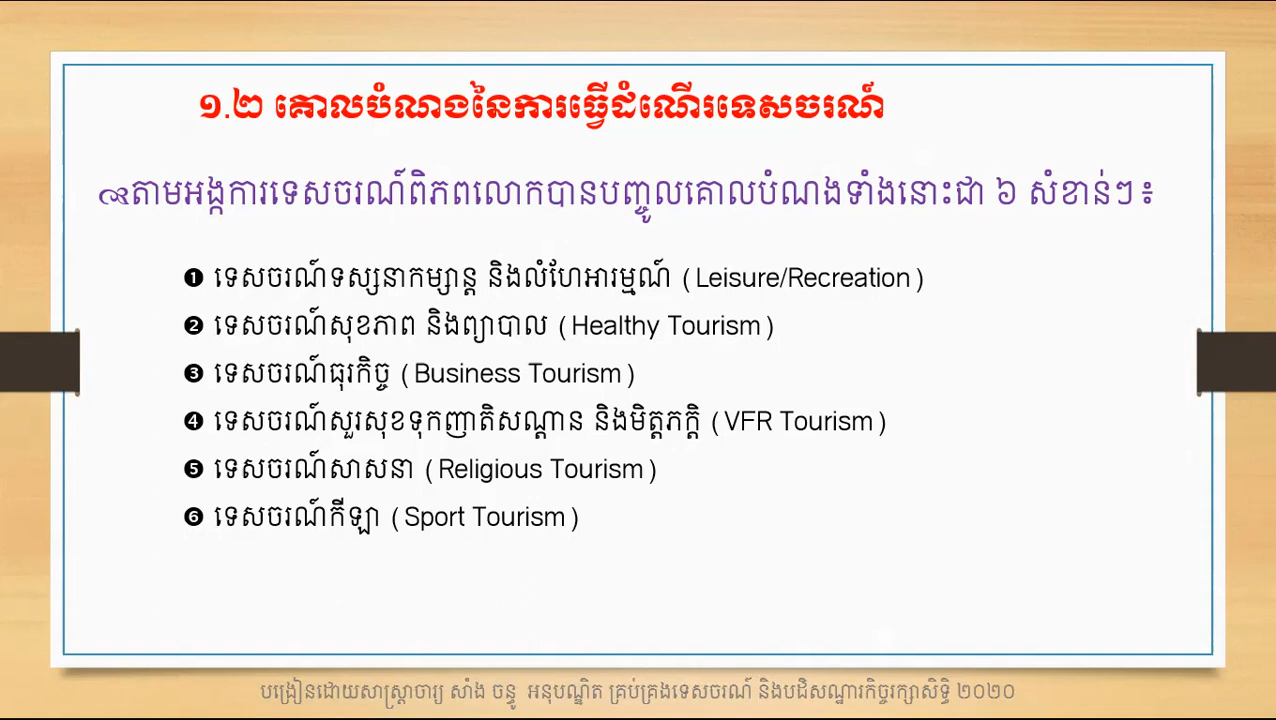 ១.២ គោលបំណងនៃការធ្វើដំណើរទេសចរណ៍
តាមអង្គការទេសចរណ៍ពិភពលោកបានបញ្ចូលគោលបំណងទាំងនោះជា ៦ សំខាន់ៗ៖
❶ ទេសចរណ៍ទស្សនាកម្សាន្ត និងលំហែអារម្មណ៍ (Leisure/Recreation)
❷ ទេសចរណ៍សុខភាព និងព្យាបាល (Healthy Tourism)
❸ ទេសចរណ៍ធុរកិច្ច (Business Tourism)
❹ ទេសចរណ៍សួរសុខទុកញាតិសណ្តាន និងមិត្តភក្តិ (VFR Tourism)
❺ ទេសចរណ៍សាសនា (Religious Tourism)
❻ ទេសចរណ៍កីឡា (Sport Tourism)
បង្រៀនដោយសាស្ត្រាចារ្យ សាំង ចន្ធូ អនុបណ្ឌិត គ្រប់គ្រងទេសចរណ៍ និងបដិសណ្ឋារកិច្ចរក្សាសិទ្ធិ ២០២០